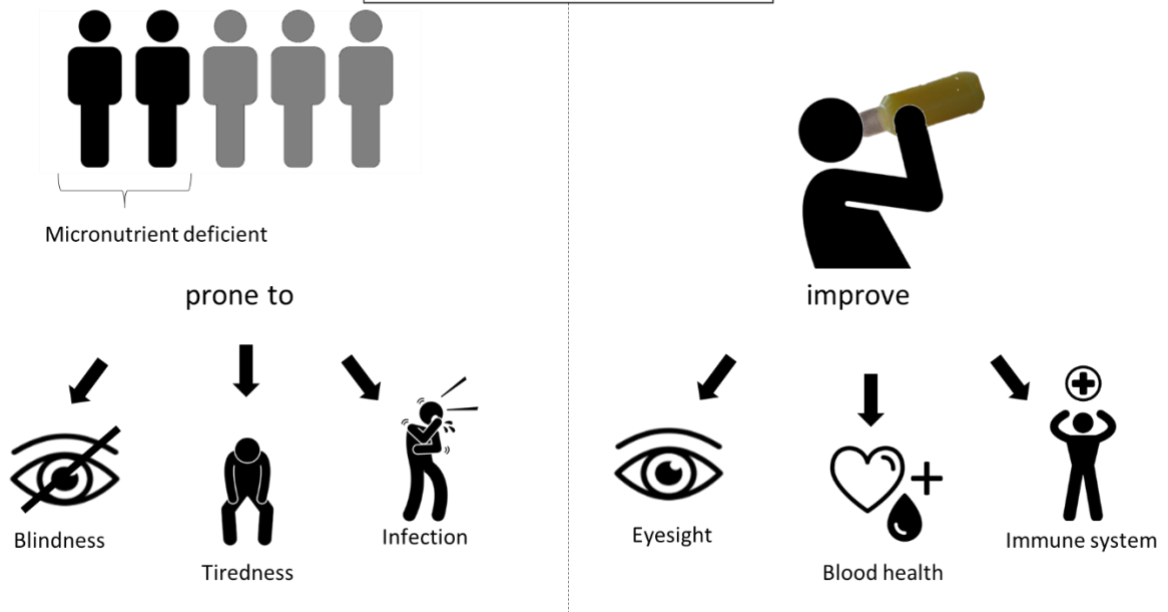 Micronutrient deficient
prone to
Blindness
Tiredness
Infection
improve
Eyesight
Blood health
Immune system